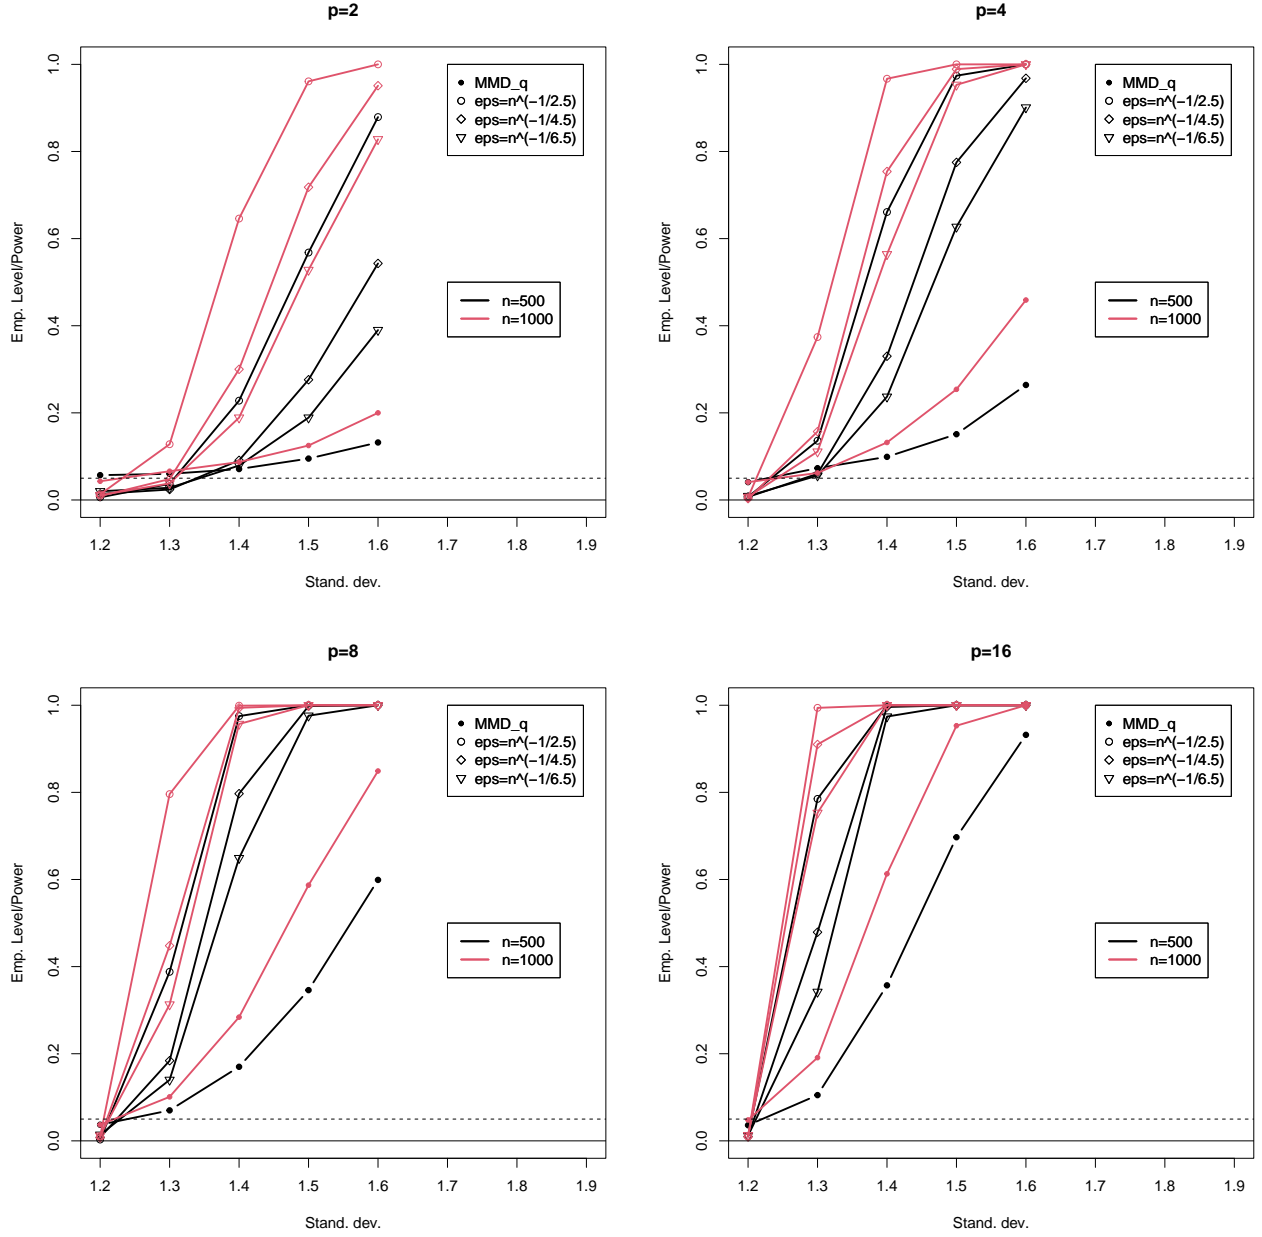 p=2
Emp. Level/Power
1.0
0.8
0.6
0.4
0.2
0.0
MMD_q
eps=n^(-1/2.5)
eps=n^(-1/4.5)
eps=n^(-1/6.5)
n=500
n=1000
1.2 1.3 1.4 1.5 1.6 1.7 1.8 1.9
Stand. dev.
p=4
Emp. Level/Power
1.0
0.8
0.6
0.4
0.2
0.0
MMD_q
eps=n^(-1/2.5)
eps=n^(-1/4.5)
eps=n^(-1/6.5)
n=500
n=1000
1.2 1.3 1.4 1.5 1.6 1.7 1.8 1.9
Stand. dev.
p=8
Emp. Level/Power
1.0
0.8
0.6
0.4
0.2
0.0
MMD_q
eps=n^(-1/2.5)
eps=n^(-1/4.5)
eps=n^(-1/6.5)
n=500
n=1000
1.2 1.3 1.4 1.5 1.6 1.7 1.8 1.9
Stand. dev.
p=16
Emp. Level/Power
1.0
0.8
0.6
0.4
0.2
0.0
MMD_q
eps=n^(-1/2.5)
eps=n^(-1/4.5)
eps=n^(-1/6.5)
n=500
n=1000
1.2 1.3 1.4 1.5 1.6 1.7 1.8 1.9
Stand. dev.